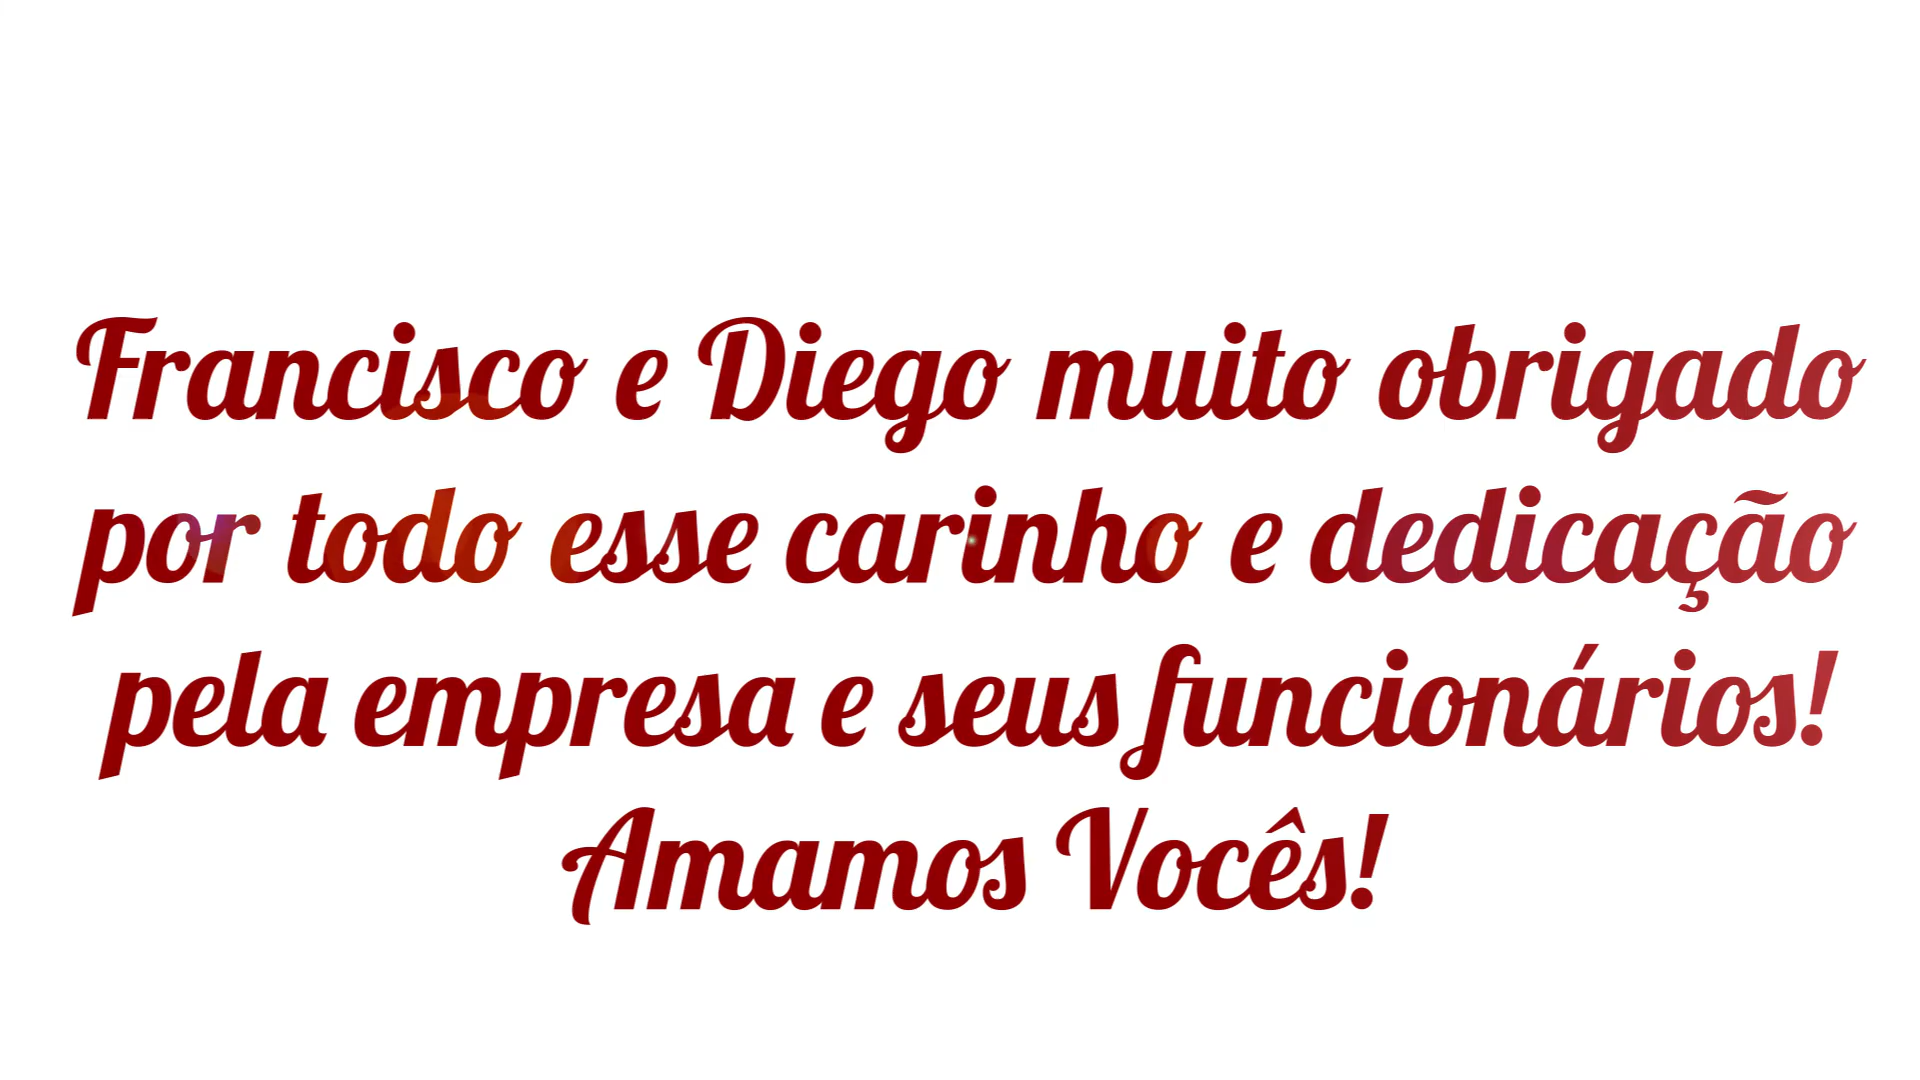 Francisco e Diego muito obrigado
por todo esse carinho e dedicação
pela empresa e seus funcionários!
Amamos Vocês!